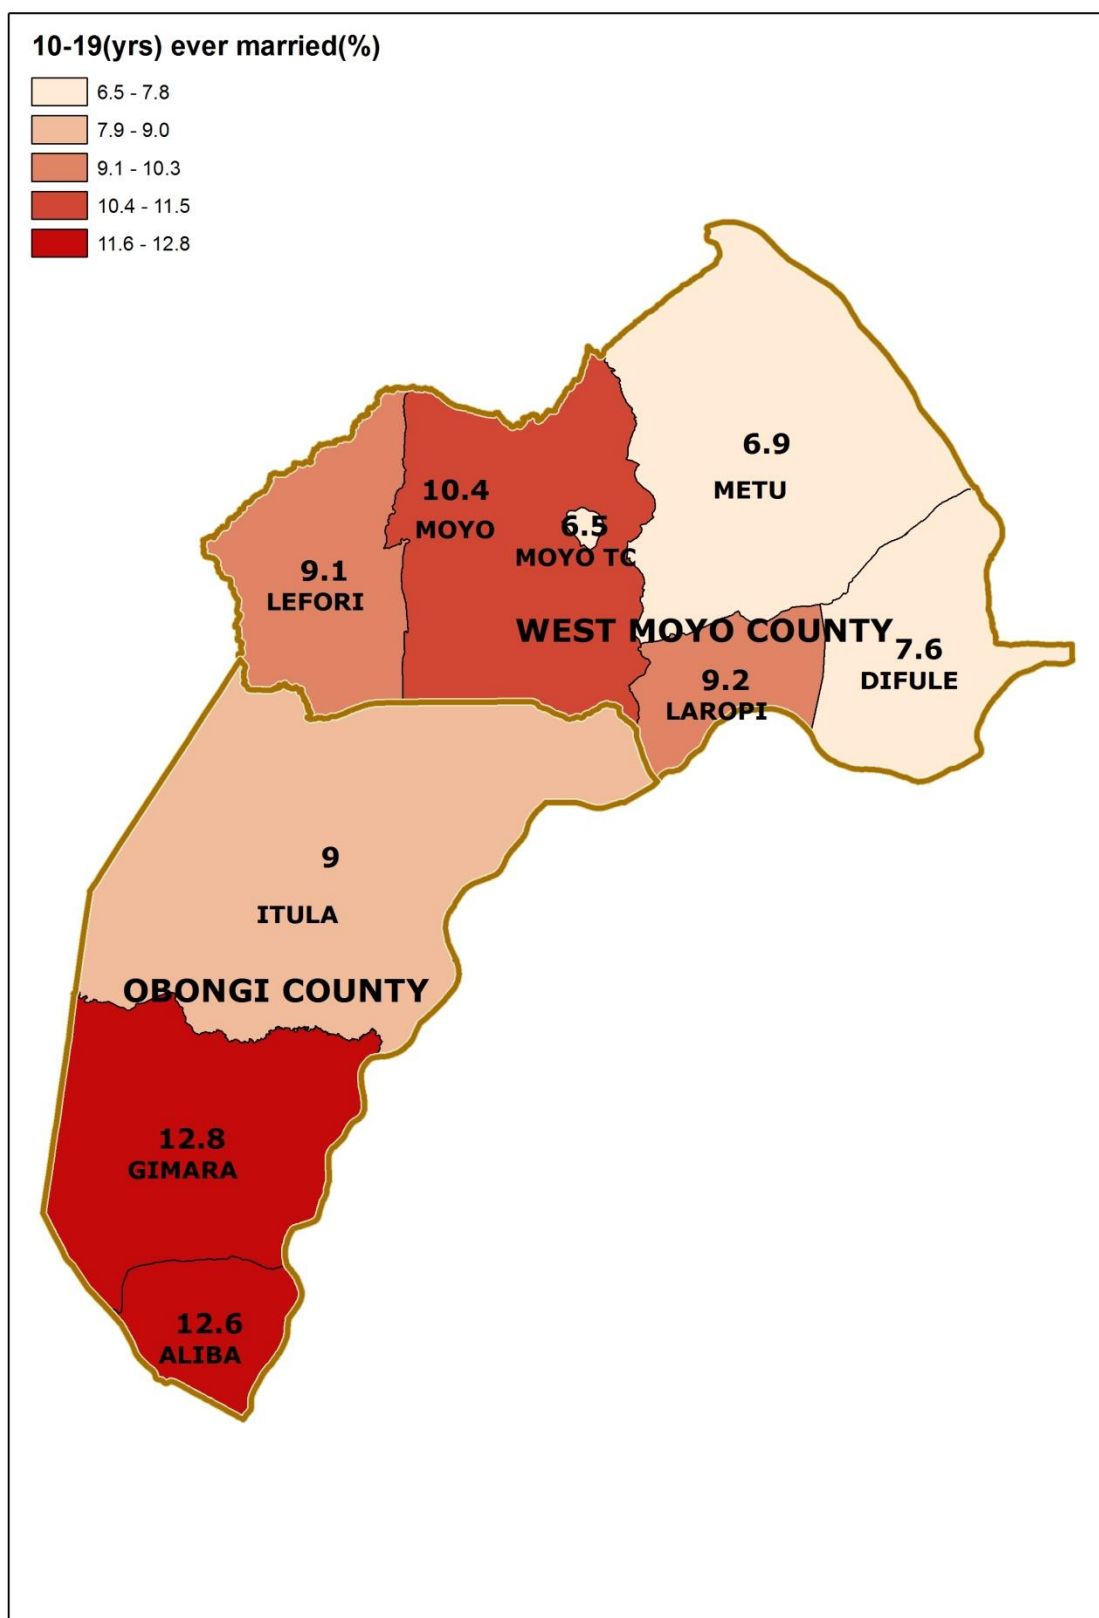 10-19(yrs) ever married(%)
6.5 - 7.8
7.9 - 9.0
9.1 - 10.3
10.4 - 11.5
11.6 - 12.8
6.9
METU
10.4
MOYO
6.5
MOYO TC
9.1
LEFORI
WEST MOYO COUNTY
7.6
DIFULE
9.2
LAROPI
9
ITULA
OBONGI COUNTY
12.8
GIMARA
12.6
ALIBA